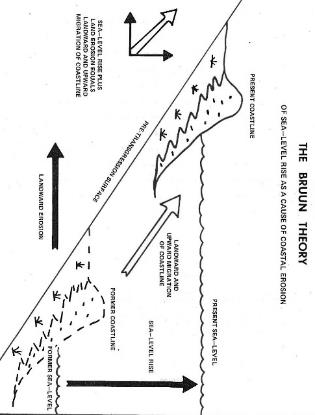 THE BRUUN THEORY
OF SEA-LEVEL RISE AS A CAUSE OF COASTAL EROSION
SEA-LEVEL RISE PLUS
LAND EROSION EQUALS
LANDWARD AND UPWARD
MIGRATION OF COASTLINE
PRESENT COASTLINE
PRESENT SEA-LEVEL
PRE TRANSGRESSION SURFACE
LANDWARD AND
UPWARD MIGRATION
OF COASTLINE
SEA-LEVEL RISE
LANDWARD EROSION
FORMER COASTLINE
FORMER SEA-LEVEL